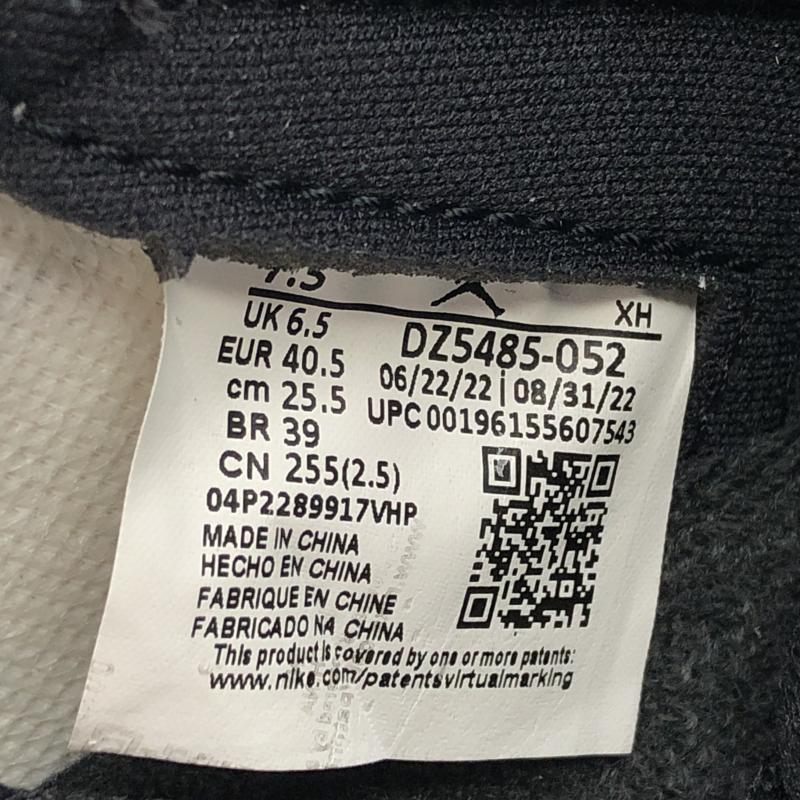 7.5
UK 6.5
EUR 40.5
cm 25.5
BR 39
CN 255(2.5)
XH
DZ5485-052
06/22/22 | 08/31/22
UPC 00196155607543
04P2289917VHP
MADE IN CHINA
HECHO EN CHINA
FABRIQUE EN CHINE
FABRICADO NA CHINA
This product is covered by one or more patents:
www.nike.com/patentsvirtualmarking